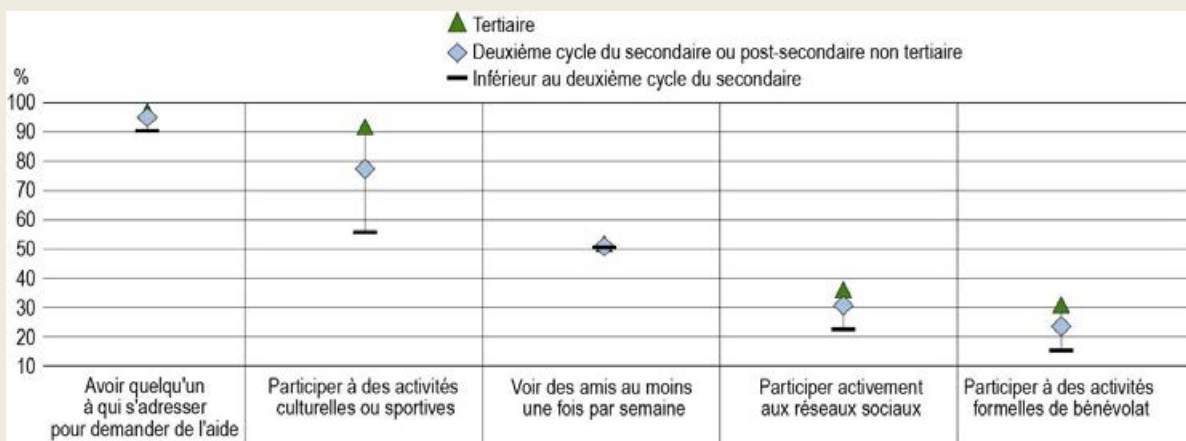 Tertiaire
Deuxième cycle du secondaire ou post-secondaire non tertiaire
Inférieur au deuxième cycle du secondaire
%
100
90
80
70
60
50
40
30
20
10
Avoir quelqu'un
à qui s'adresser
pour demander de l'aide
Participer à des activités
culturelles ou sportives
Voir des amis au moins
une fois par semaine
Participer activement
aux réseaux sociaux
Participer à des activités
formelles de bénévolat